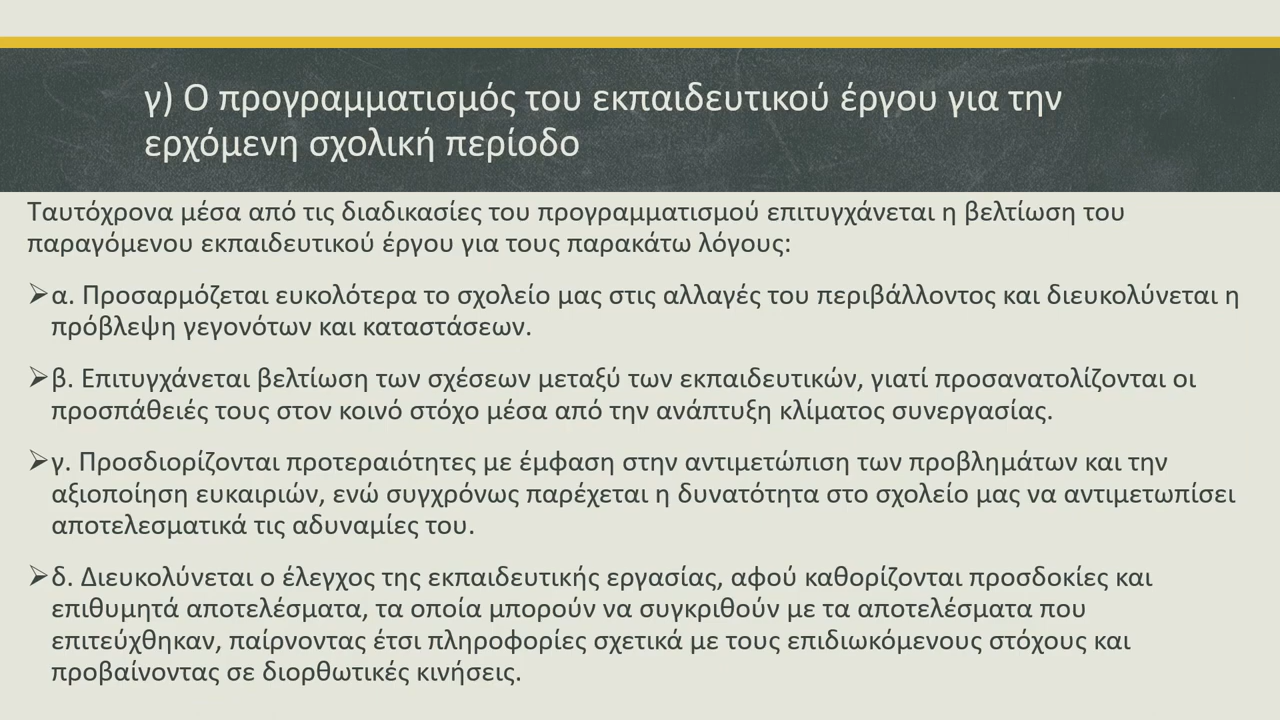 γ) Ο προγραμματισμός του εκπαιδευτικού έργου για την
ερχόμενη σχολική περίοδο
Ταυτόχρονα μέσα από τις διαδικασίες του προγραμματισμού επιτυγχάνεται η βελτίωση του
παραγόμενου εκπαιδευτικού έργου για τους παρακάτω λόγους:
➢α. Προσαρμόζεται ευκολότερα το σχολείο μας στις αλλαγές του περιβάλλοντος και διευκολύνεται η
πρόβλεψη γεγονότων και καταστάσεων.
➢β. Επιτυγχάνεται βελτίωση των σχέσεων μεταξύ των εκπαιδευτικών, γιατί προσανατολίζονται οι
προσπάθειές τους στον κοινό στόχο μέσα από την ανάπτυξη κλίματος συνεργασίας.
➢γ. Προσδιορίζονται προτεραιότητες με έμφαση στην αντιμετώπιση των προβλημάτων και την
αξιοποίηση ευκαιριών, ενώ συγχρόνως παρέχεται η δυνατότητα στο σχολείο μας να αντιμετωπίσει
αποτελεσματικά τις αδυναμίες του.
➢δ. Διευκολύνεται ο έλεγχος της εκπαιδευτικής εργασίας, αφού καθορίζονται προσδοκίες και
επιθυμητά αποτελέσματα, τα οποία μπορούν να συγκριθούν με τα αποτελέσματα που
επιτεύχθηκαν, παίρνοντας έτσι πληροφορίες σχετικά με τους επιδιωκόμενους στόχους και
προβαίνοντας σε διορθωτικές κινήσεις.